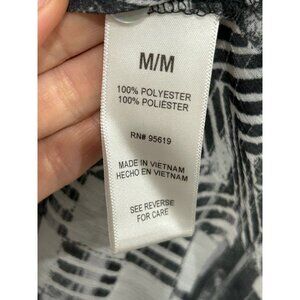 M/M
100% POLYESTER
100% POLIÉSTER
RN# 95619
MADE IN VIETNAM
HECHO EN VIETNAM
SEE REVERSE
FOR CARE